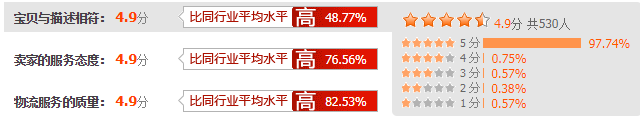 宝贝与描述相符：4.9分 比同行业平均水平 高 48.77%
卖家的服务态度：4.9分 比同行业平均水平 高 76.56%
物流服务的质量：4.9分 比同行业平均水平 高 82.53%
4.9分 共530人
5分 97.74%
4分 0.75%
3分 0.57%
2分 0.38%
1分 0.57%